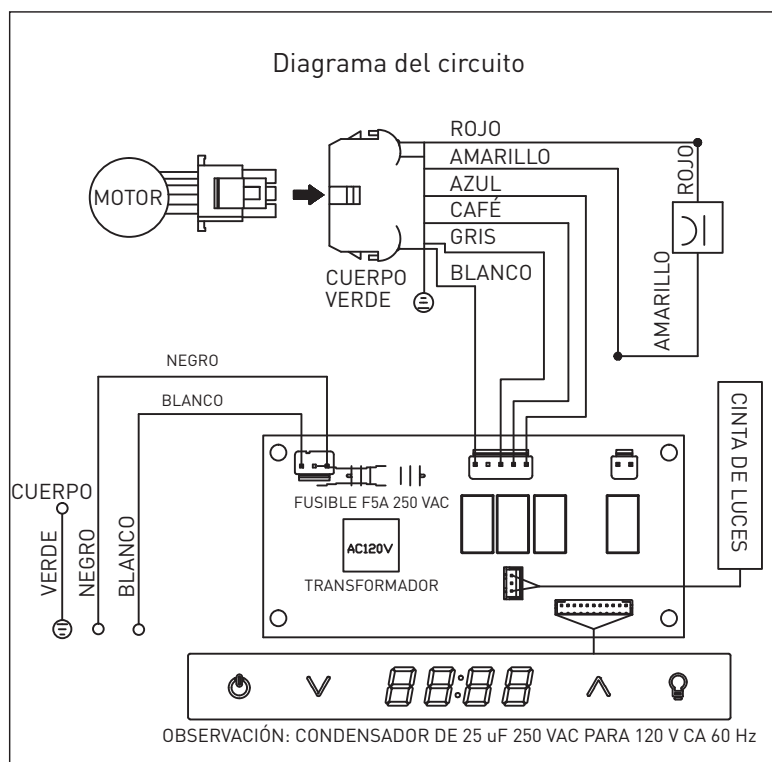 Diagrama del circuito
MOTOR
ROJO
AMARILLO
AZUL
CAFÉ
GRIS
BLANCO
CUERPO
VERDE
ROJO
AMARILLO
NEGRO
BLANCO
CUERPO
VERDE
NEGRO
BLANCO
FUSIBLE F5A 250 VAC
AC120V
TRANSFORMADOR
CINTA DE LUCES
88:88
OBSERVACIÓN: CONDENSADOR DE 25 uF 250 VAC PARA 120 V CA 60 Hz